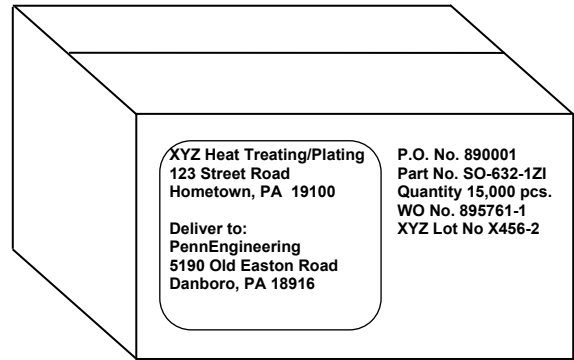 XYZ Heat Treating/Plating
123 Street Road
Hometown, PA  19100
Deliver to:
PennEngineering
5190 Old Easton Road
Danboro, PA 18916
P.O. No. 890001
Part No. SO-632-1ZI
Quantity 15,000 pcs.
WO No. 895761-1
XYZ Lot No X456-2